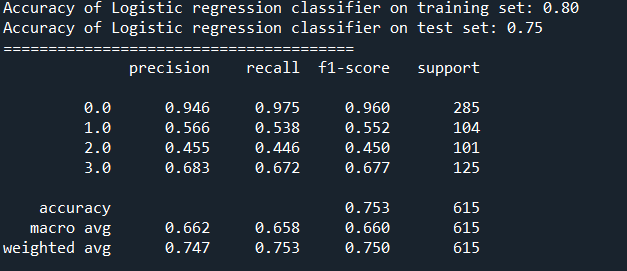 Accuracy of Logistic regression classifier on training set: 0.80
Accuracy of Logistic regression classifier on test set: 0.75
=======================================
precision recall f1-score support
0.0 0.946 0.975 0.960 285
1.0 0.566 0.538 0.552 104
2.0 0.455 0.446 0.450 101
3.0 0.683 0.672 0.677 125
accuracy 0.753 615
macro avg 0.662 0.658 0.660 615
weighted avg 0.747 0.753 0.750 615